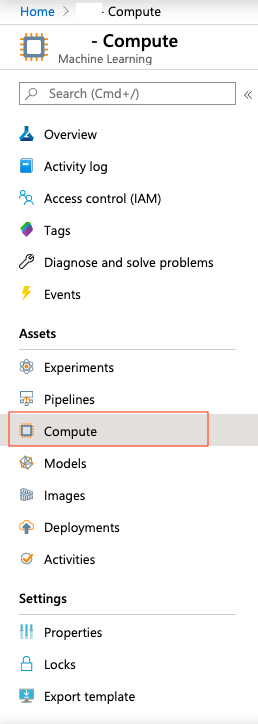 Home > · Compute
- Compute
Machine Learning
Search (Cmd+/)
«
Overview
Activity log
Access control (IAM)
Tags
Diagnose and solve problems
Events
Assets
Experiments
Pipelines
Compute
Models
Images
Deployments
Activities
Settings
Properties
Locks
Export template